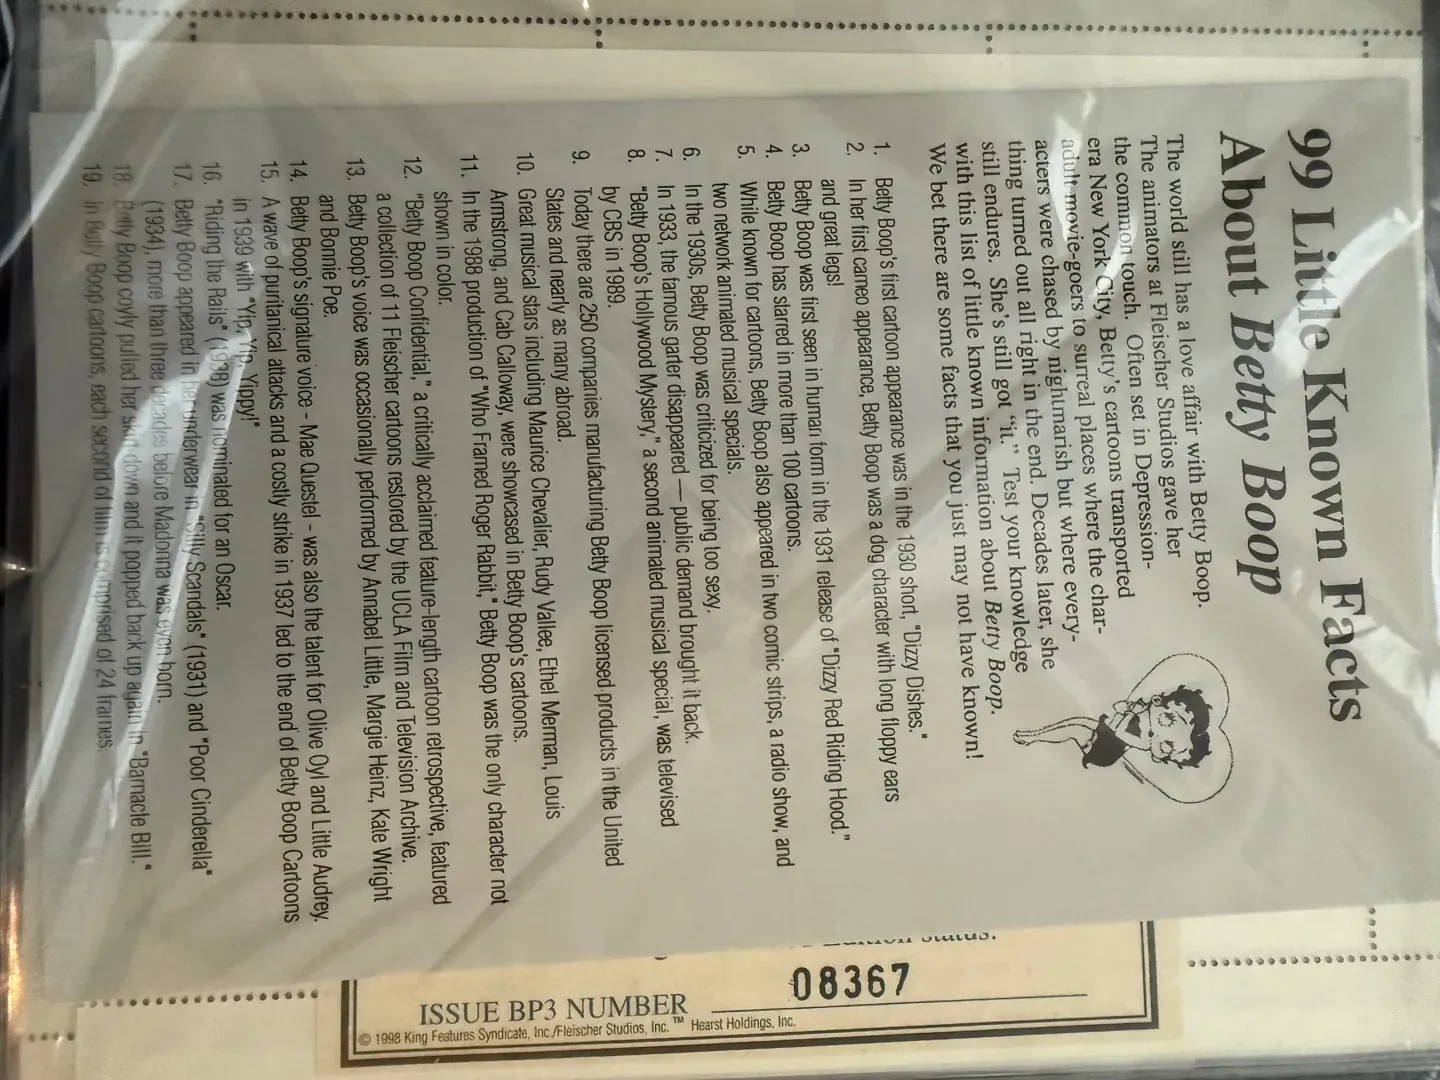 99 Little Known Facts
About Betty Boop
The world still has a love affair with Betty Boop.
The animators at Fleischer Studios gave her
the common touch. Often set in Depression-
era New York City, Betty's cartoons transported
adult movie-goers to surreal places where the char-
acters were chased by nightmarish but where every-
thing turned out all right in the end. Decades later, she
still endures. She's still got "it." Test your knowledge
with this list of little known information about Betty Boop.
We bet there are some facts that you just may not have known!
1. Betty Boop's first cartoon appearance was in the 1930 short, "Dizzy Dishes."
2. In her first cameo appearance, Betty Boop was a dog character with long floppy ears
and great legs!
3. Betty Boop was first seen in human form in the 1931 release of "Dizzy Red Riding Hood."
4. Betty Boop has starred in more than 100 cartoons.
5. While known for cartoons, Betty Boop also appeared in two comic strips, a radio show, and
two network animated musical specials.
6. In the 1930s, Betty Boop was criticized for being too sexy.
7. In 1933, the famous garter disappeared — public demand brought it back.
8. "Betty Boop's Hollywood Mystery," a second animated musical special, was televised
by CBS in 1989.
9. Today there are 250 companies manufacturing Betty Boop licensed products in the United
States and nearly as many abroad.
10. Great musical stars including Maurice Chevalier, Rudy Vallee, Ethel Merman, Louis
Armstrong, and Cab Calloway, were showcased in Betty Boop's cartoons.
11. In the 1988 production of "Who Framed Roger Rabbit," Betty Boop was the only character not
shown in color.
12. "Betty Boop Confidential," a critically acclaimed feature-length cartoon retrospective, featured
a collection of 11 Fleischer cartoons restored by the UCLA Film and Television Archive.
13. Betty Boop's voice was occasionally performed by Annabel Little, Margie Heinz, Kate Wright
and Bonnie Poe.
14. Betty Boop's signature voice - Mae Questel - was also the talent for Olive Oyl and Little Audrey.
15. A wave of puritanical attacks and a costly strike in 1937 led to the end of Betty Boop Cartoons
in 1939 with "Yip, Yip, Yippy!"
16. "Riding the Rails" (1938) was nominated for an Oscar.
17. Betty Boop appeared in her underwear in "Silly Scandals" (1931) and "Poor Cinderella"
(1934), more than three decades before Madonna was even born.
18. Betty Boop coyly pulled her skirt down and it popped back up again in "Barnacle Bill."
19. In Betty Boop cartoons, each second of film is comprised of 24 frames.
status.
08367
ISSUE BP3 NUMBER
© 1998 King Features Syndicate, Inc./Fleischer Studios, Inc. ™ Hearst Holdings, Inc.